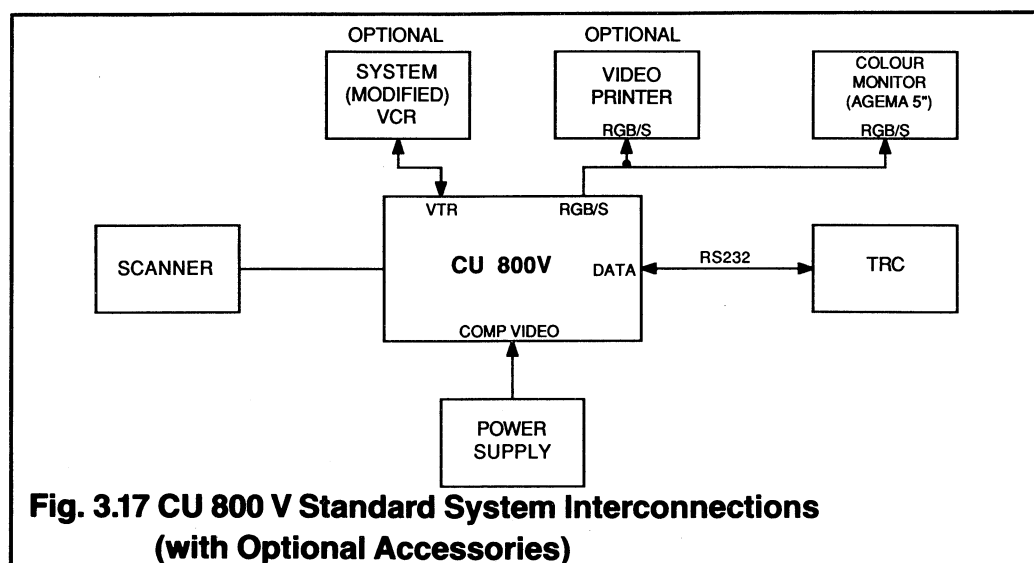 OPTIONAL
SYSTEM
(MODIFIED)
VCR
OPTIONAL
VIDEO
PRINTER
RGB/S
COLOUR
MONITOR
(AGEMA 5")
RGB/S
VTR
RGB/S
SCANNER
CU 800V
DATA
RS232
TRC
COMP VIDEO
POWER
SUPPLY
Fig. 3.17 CU 800 V Standard System Interconnections
(with Optional Accessories)